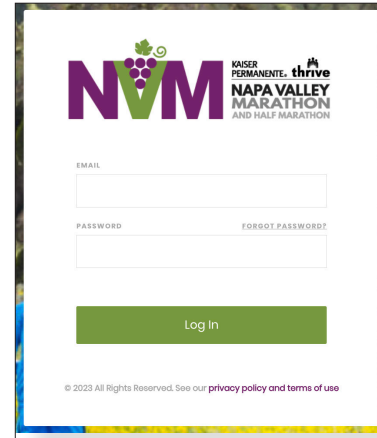 NVM
KAISER
PERMANENTE. thrive
NAPA VALLEY
MARATHON
AND HALF MARATHON
EMAIL
PASSWORD FORGOT PASSWORD?
Log In
© 2023 All Rights Reserved. See our privacy policy and terms of use